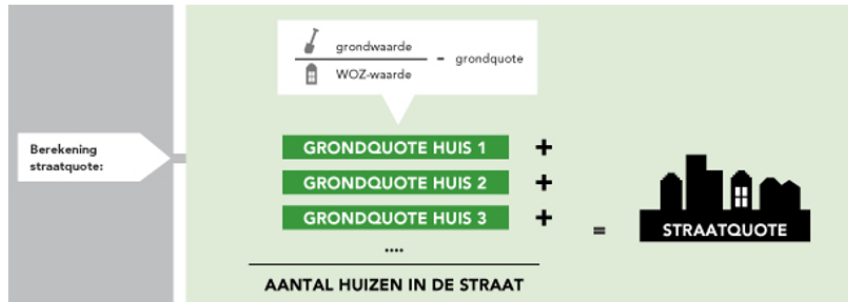 grondwaarde
WOZ-waarde
= grondquote
Berekening
straatquote:
GRONDQUOTE HUIS 1 +
GRONDQUOTE HUIS 2 +
GRONDQUOTE HUIS 3 +
....
=
STRAATQUOTE
AANTAL HUIZEN IN DE STRAAT